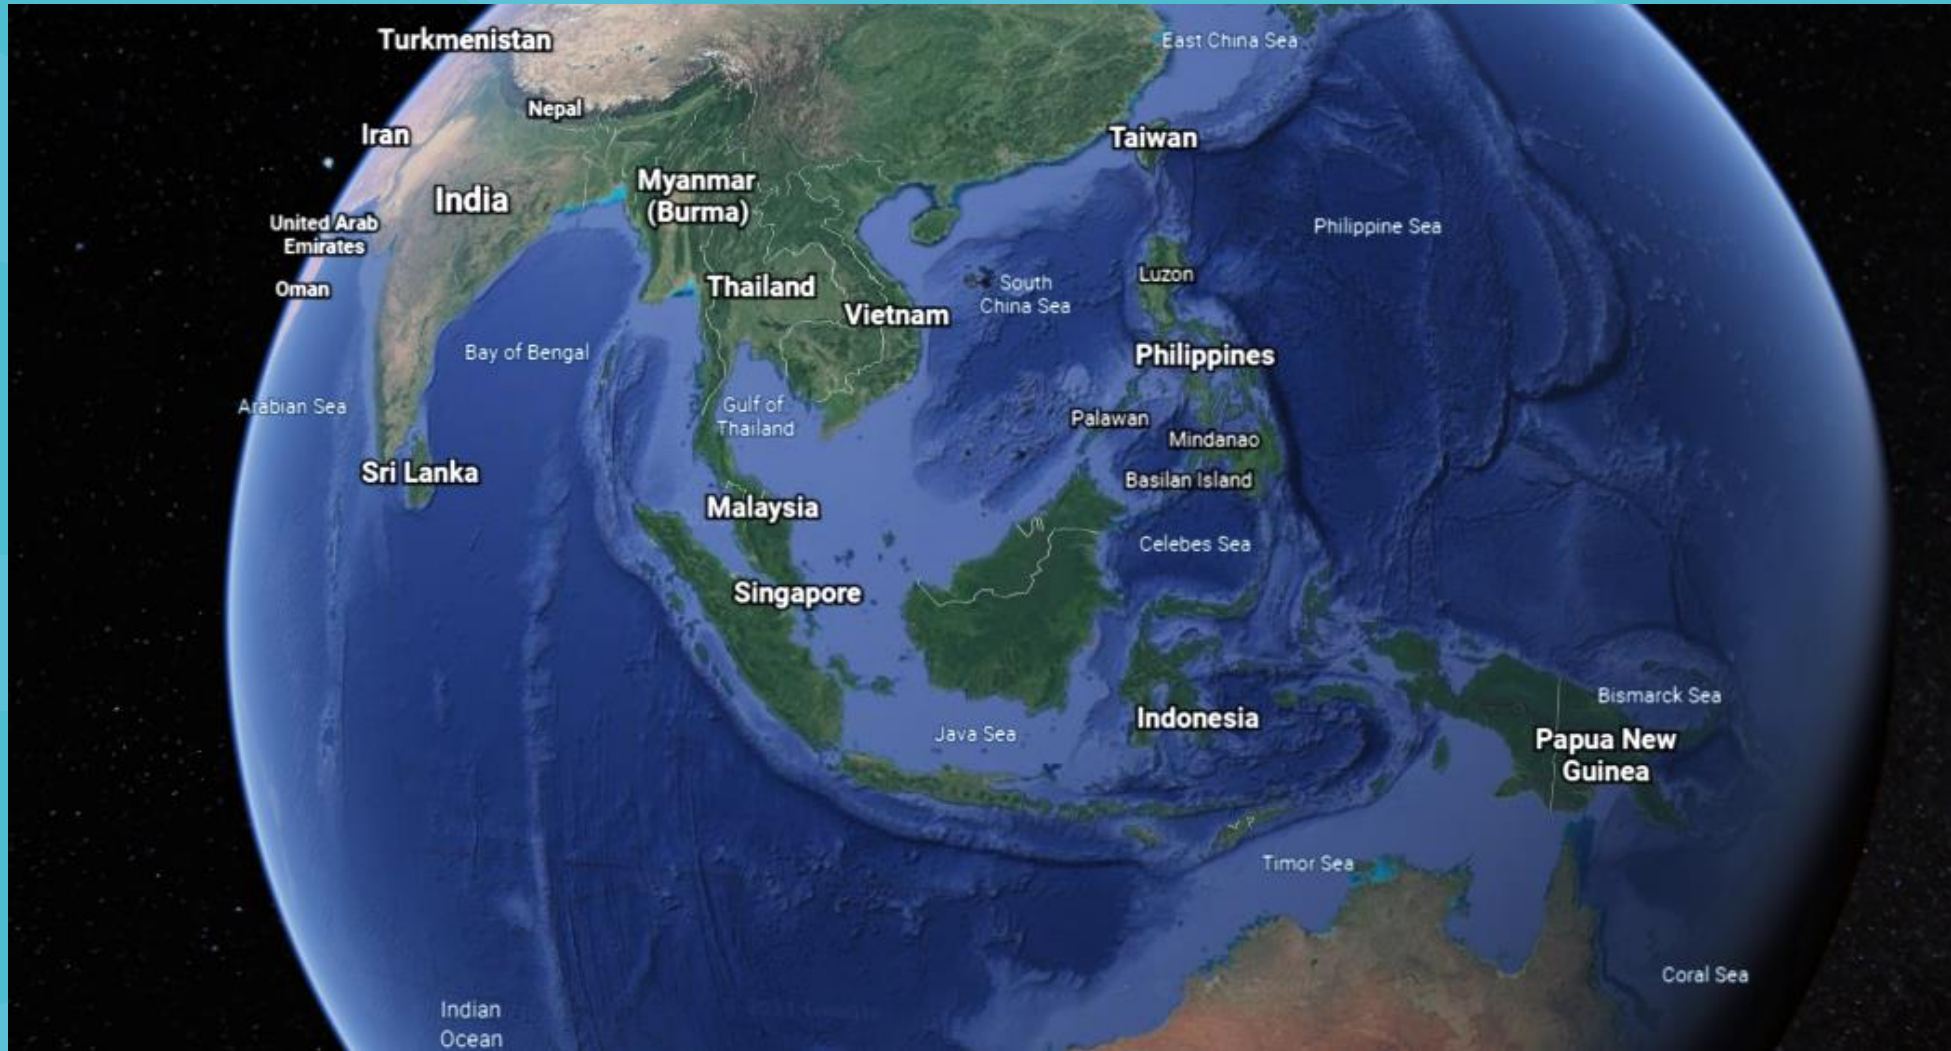 Turkmenistan
East China Sea
Nepal
Iran
Taiwan
Myanmar
(Burma)
India
United Arab
Emirates
Philippine Sea
Oman
Thailand
Luzon
South
China Sea
Vietnam
Bay of Bengal
Philippines
Arabian Sea
Gulf of
Thailand
Palawan
Mindanao
Sri Lanka
Basilan Island
Malaysia
Celebes Sea
Singapore
Bismarck Sea
Indonesia
Java Sea
Papua New
Guinea
Timor Sea
Coral Sea
Indian
Ocean